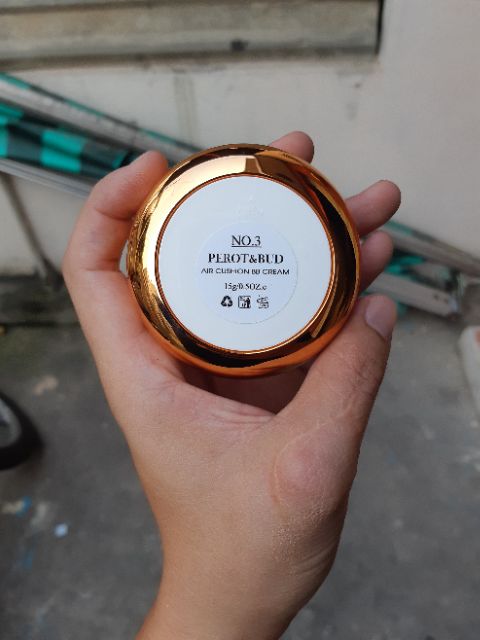 NO.3
PEROT&BUD
AIR CUSHION BB CREAM
15g/0.5OZ.e